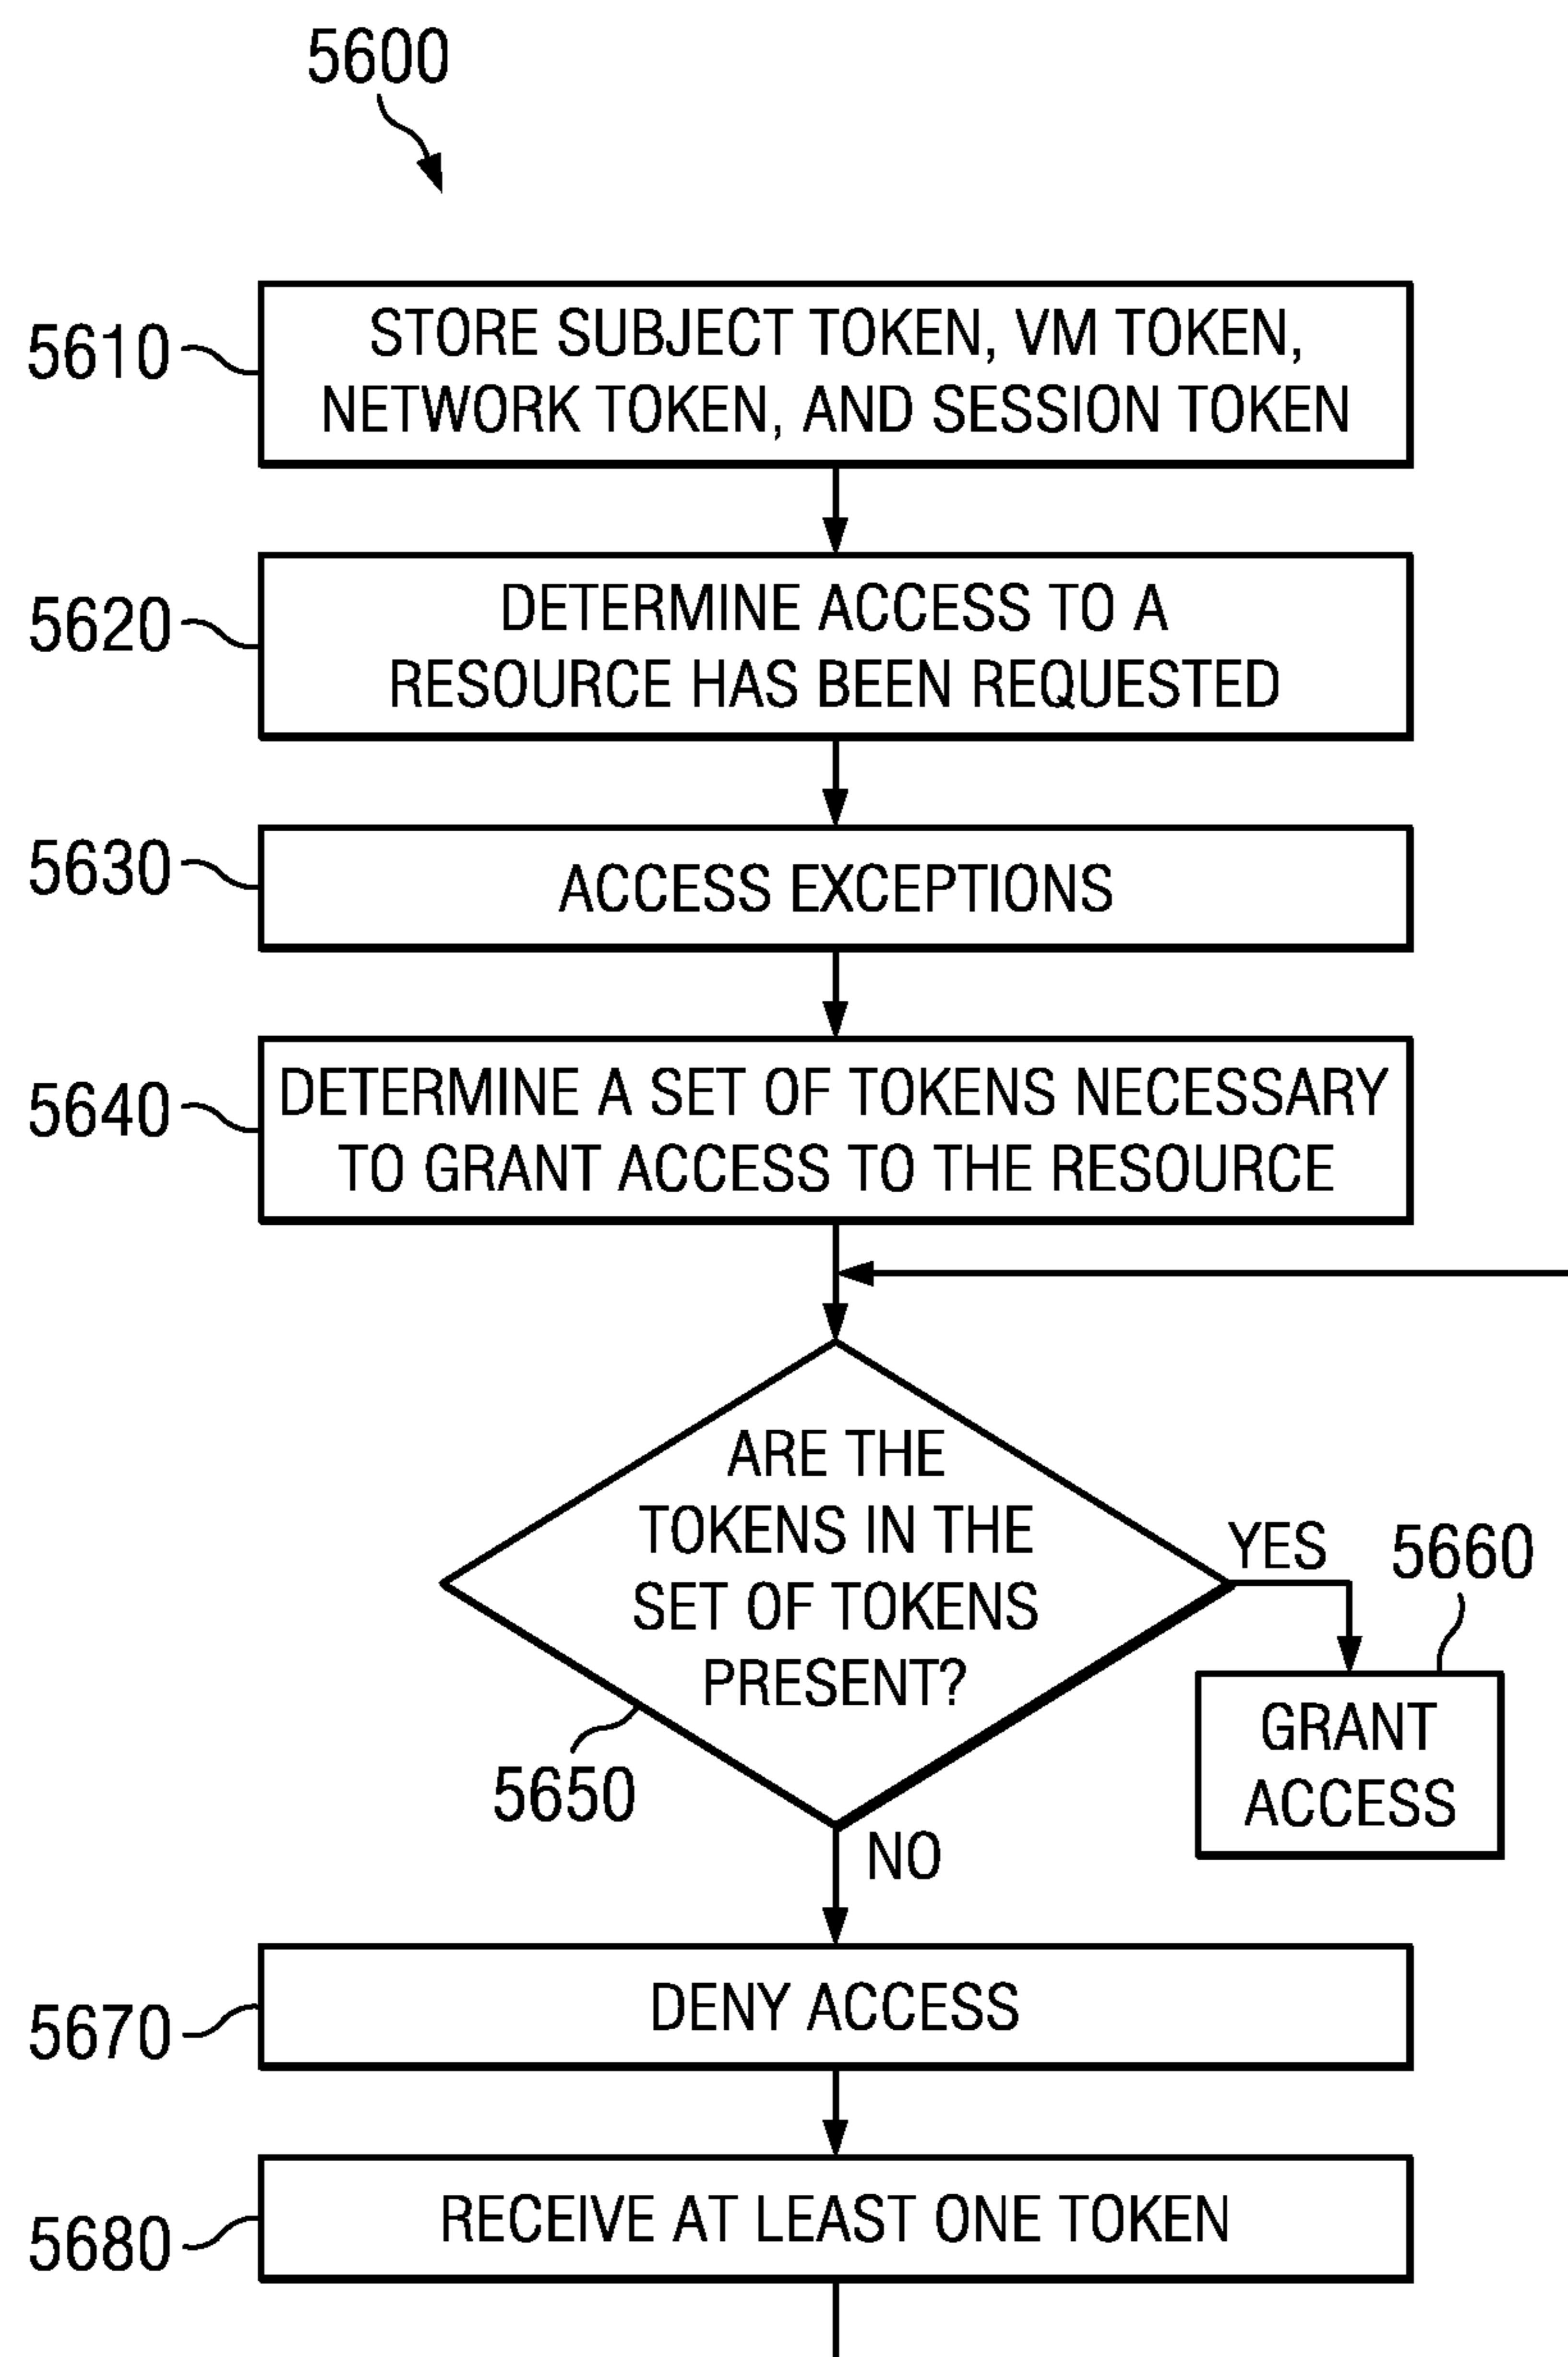 5600
5610
STORE SUBJECT TOKEN, VM TOKEN,
NETWORK TOKEN, AND SESSION TOKEN
5620
DETERMINE ACCESS TO A
RESOURCE HAS BEEN REQUESTED
5630
ACCESS EXCEPTIONS
5640
DETERMINE A SET OF TOKENS NECESSARY
TO GRANT ACCESS TO THE RESOURCE
ARE THE
TOKENS IN THE
SET OF TOKENS
PRESENT?
5650
YES
5660
GRANT
ACCESS
NO
5670
DENY ACCESS
5680
RECEIVE AT LEAST ONE TOKEN